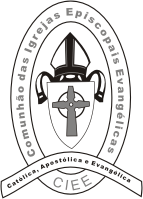 Comunhão das Igrejas Episcopais Evangélicas
Católica, Apostólica e Evangélica
CIEE